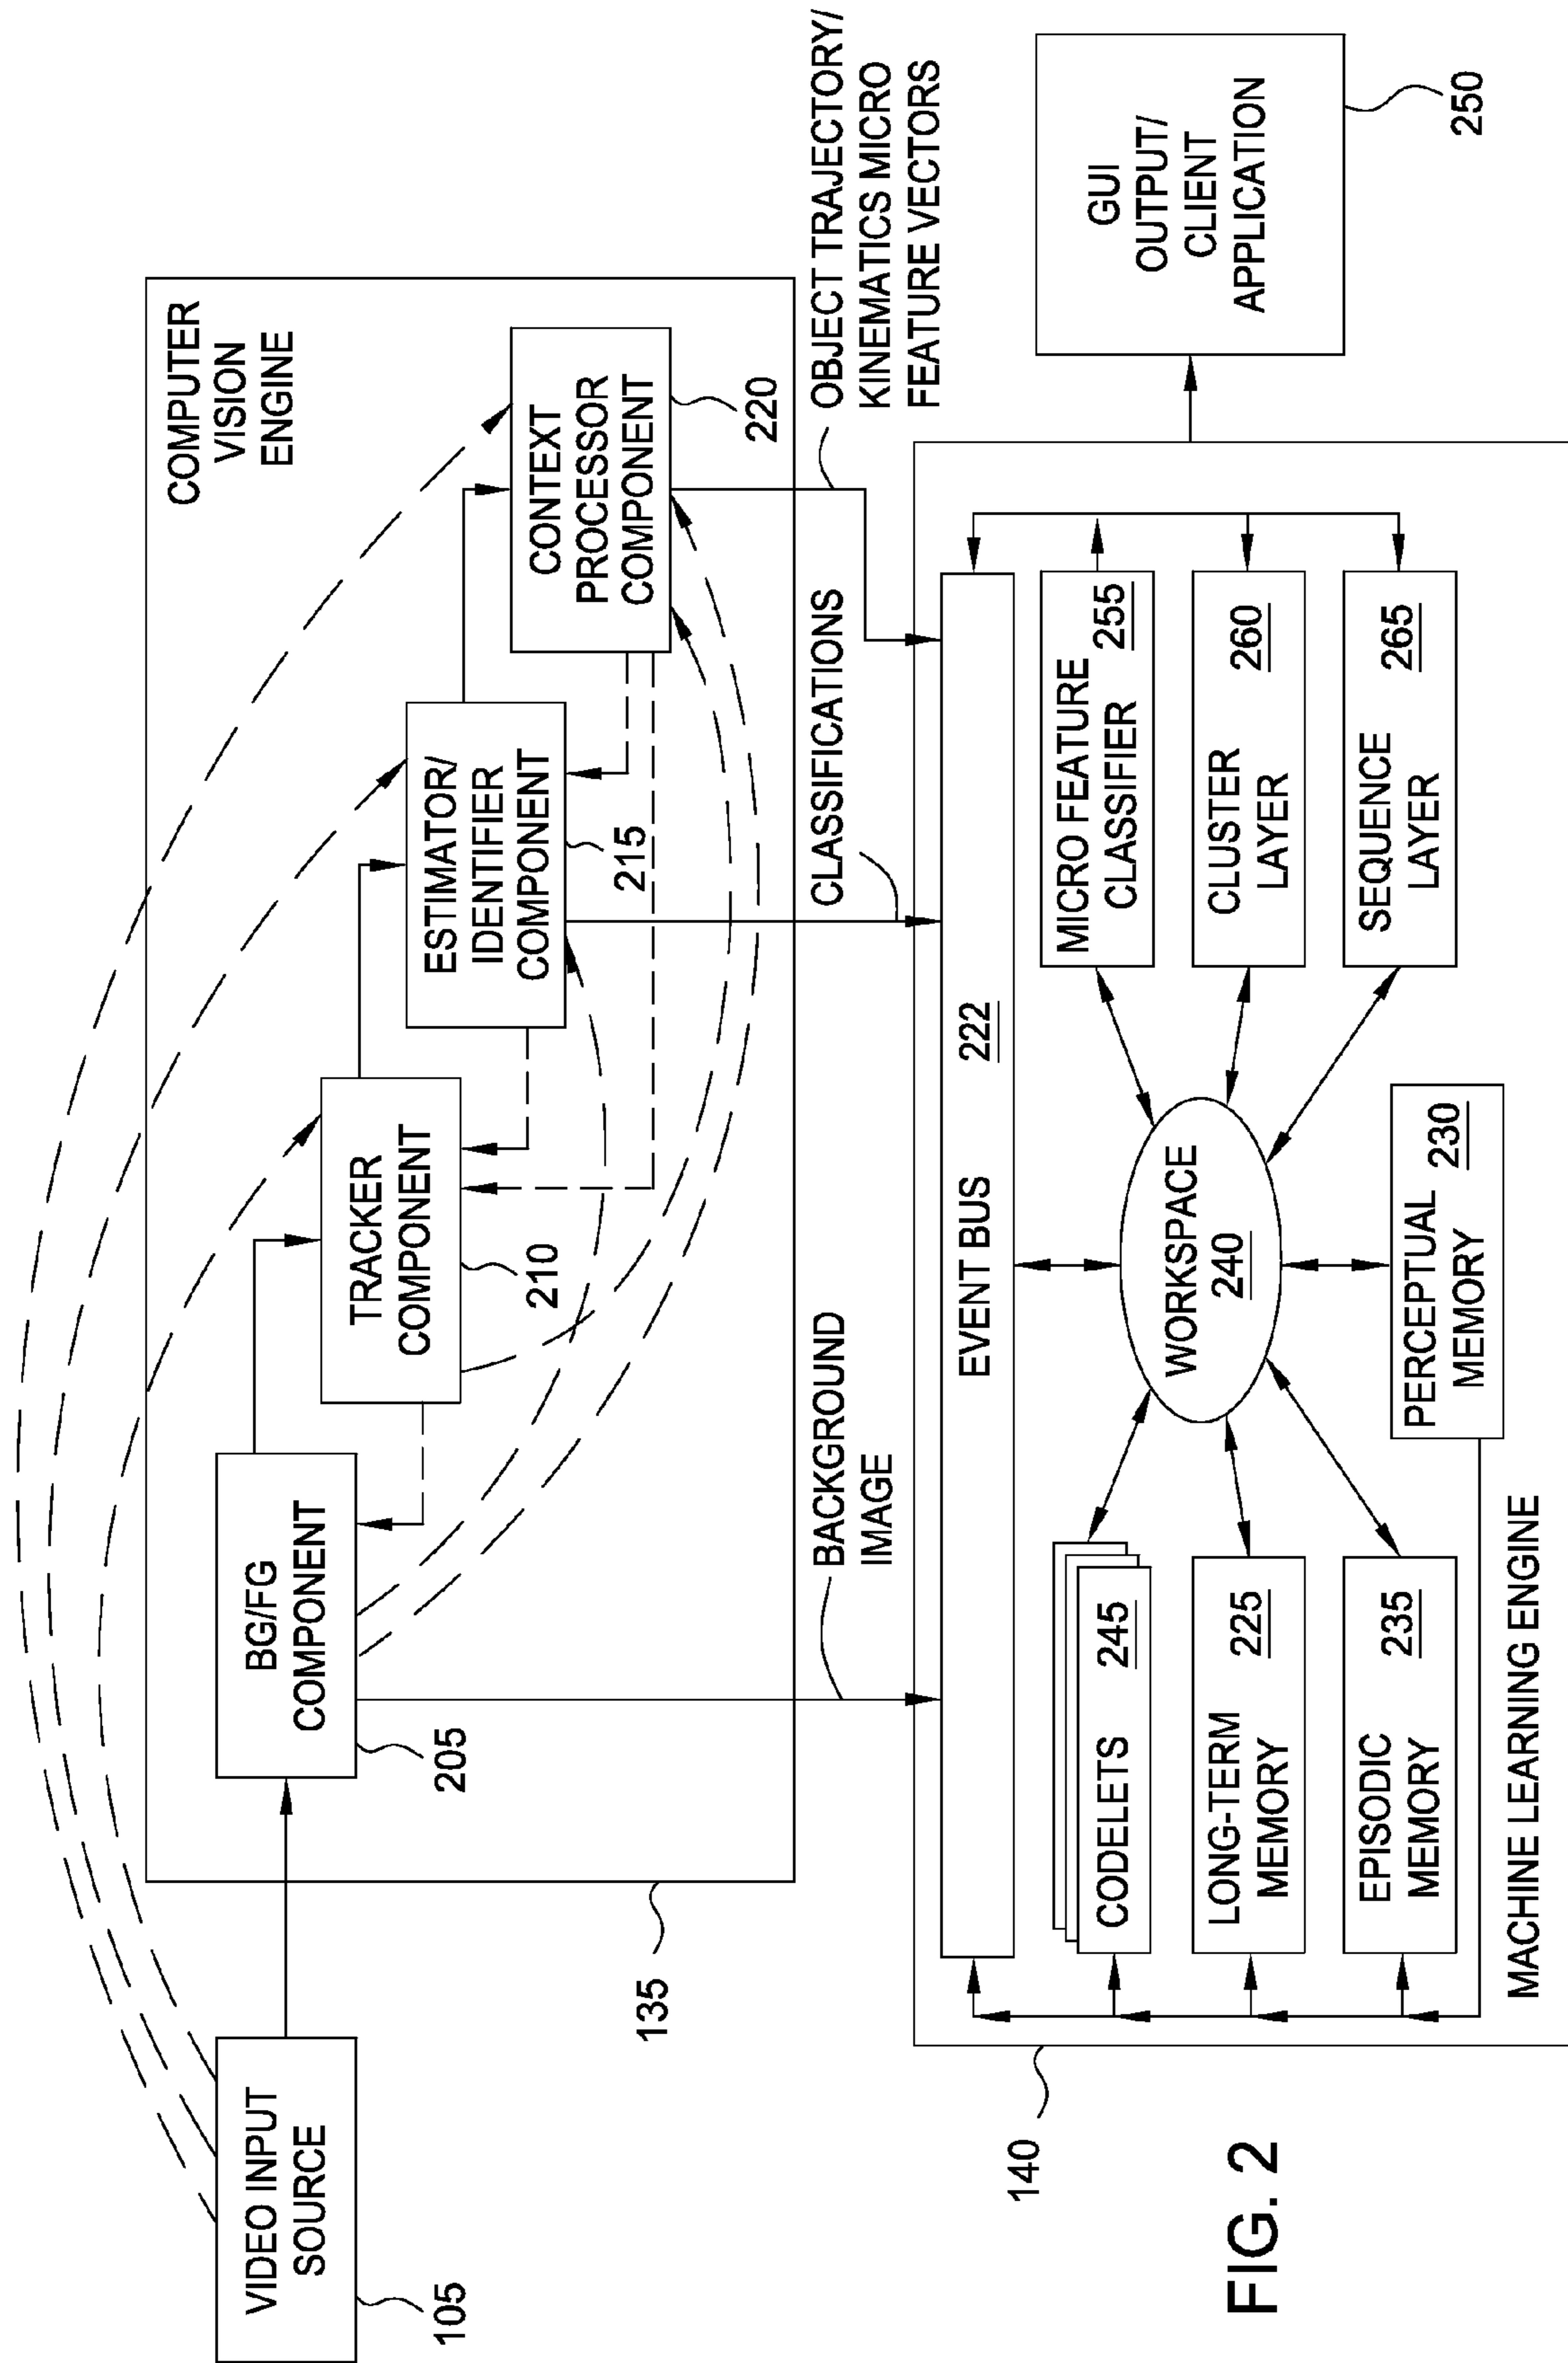 VIDEO INPUT
SOURCE
105
COMPUTER
VISION
ENGINE
135
BG/FG
COMPONENT
205
TRACKER
COMPONENT
210
ESTIMATOR/
IDENTIFIER
COMPONENT
215
CONTEXT
PROCESSOR
COMPONENT
220
BACKGROUND
IMAGE
CLASSIFICATIONS
OBJECT TRAJECTORY/
KINEMATICS MICRO
FEATURE VECTORS
140
EVENT BUS 222
CODELETS 245
LONG-TERM
MEMORY 225
EPISODIC
MEMORY 235
WORKSPACE
240
PERCEPTUAL
MEMORY 230
MICRO FEATURE
CLASSIFIER 255
CLUSTER
LAYER 260
SEQUENCE
LAYER 265
MACHINE LEARNING ENGINE
GUI
OUTPUT/
CLIENT
APPLICATION
250
FIG. 2